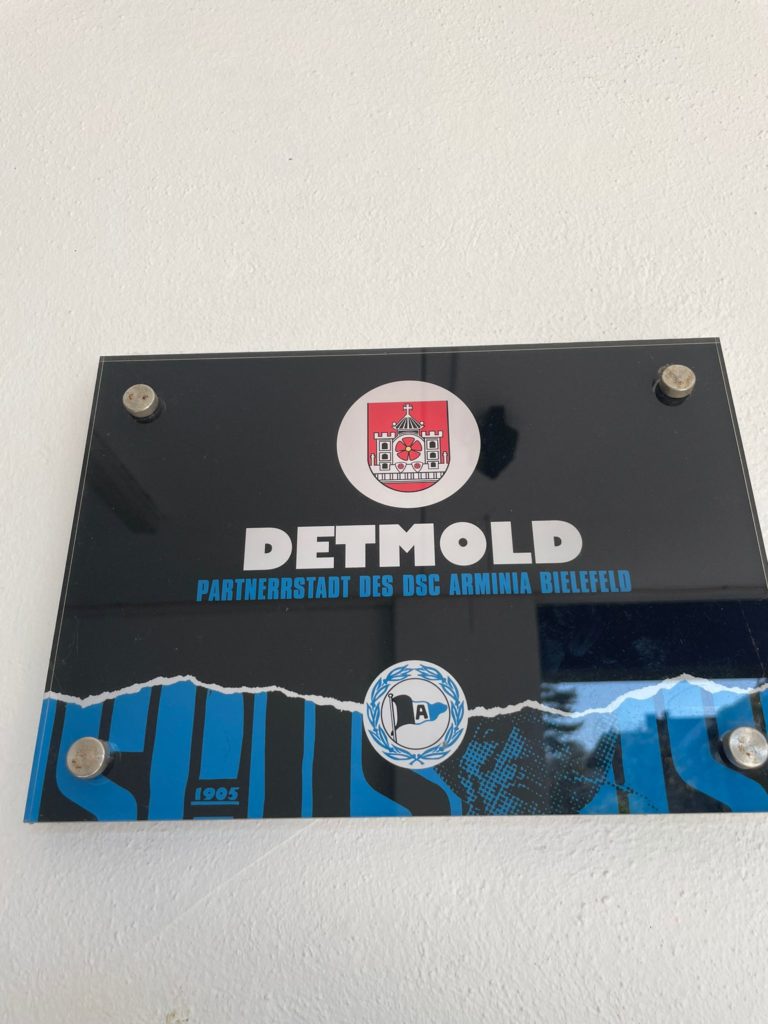 DETMOLD
PARTNERRSTADT DES DSC ARMINIA BIELEFELD
A
1905